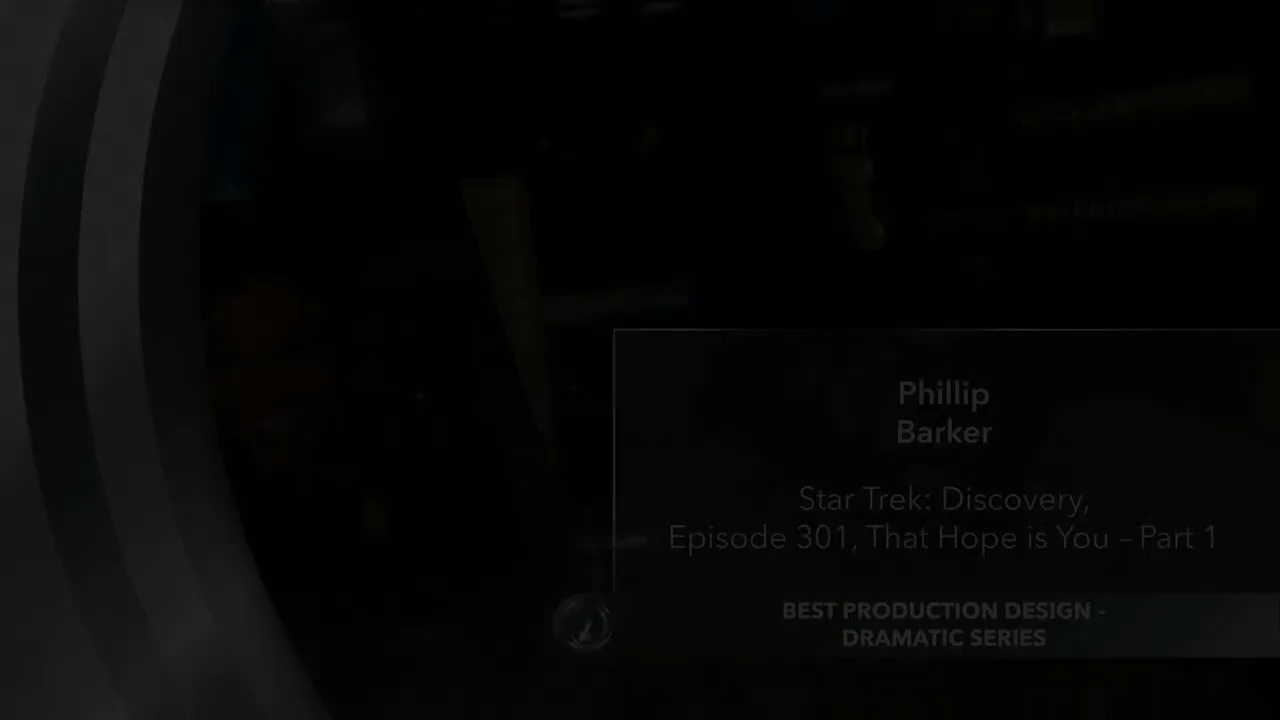 Phillip
Barker
Star Trek: Discovery,
Episode 301, That Hope is You – Part 1
BEST PRODUCTION DESIGN -
DRAMATIC SERIES